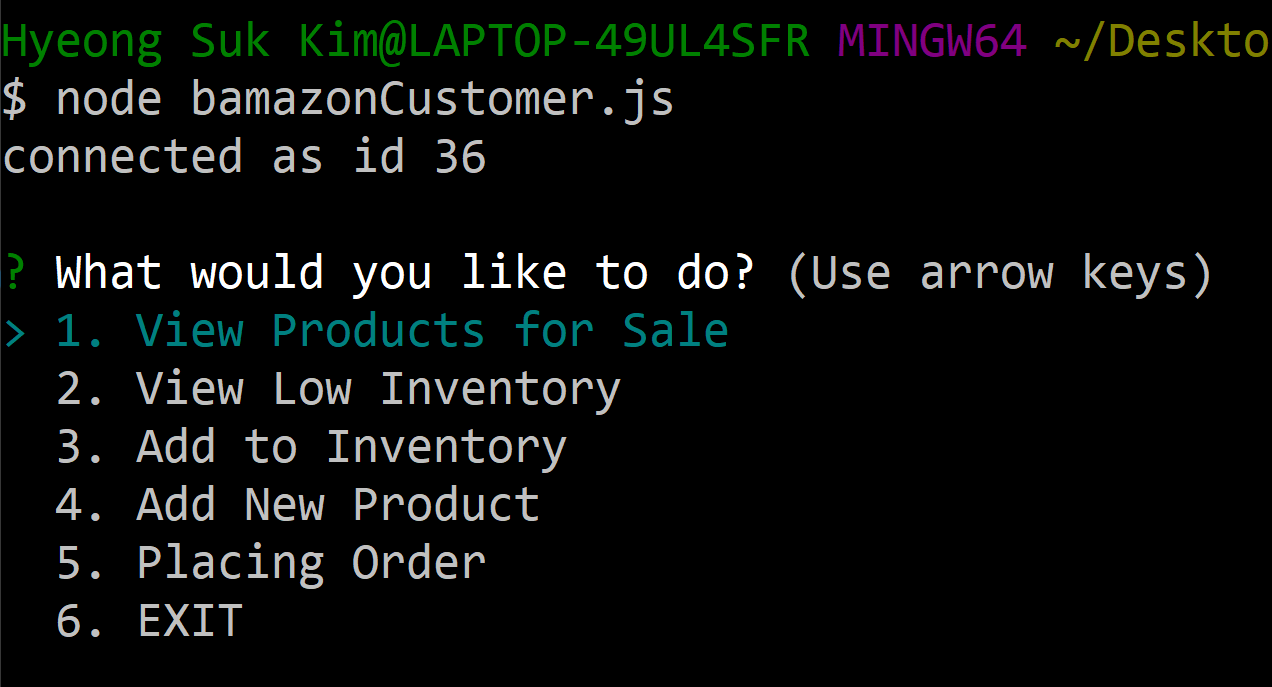 Hyeong Suk Kim@LAPTOP-49UL4SFR MINGW64 ~/Deskto
$ node bamazonCustomer.js
connected as id 36
? What would you like to do? (Use arrow keys)
> 1. View Products for Sale
2. View Low Inventory
3. Add to Inventory
4. Add New Product
5. Placing Order
6. EXIT